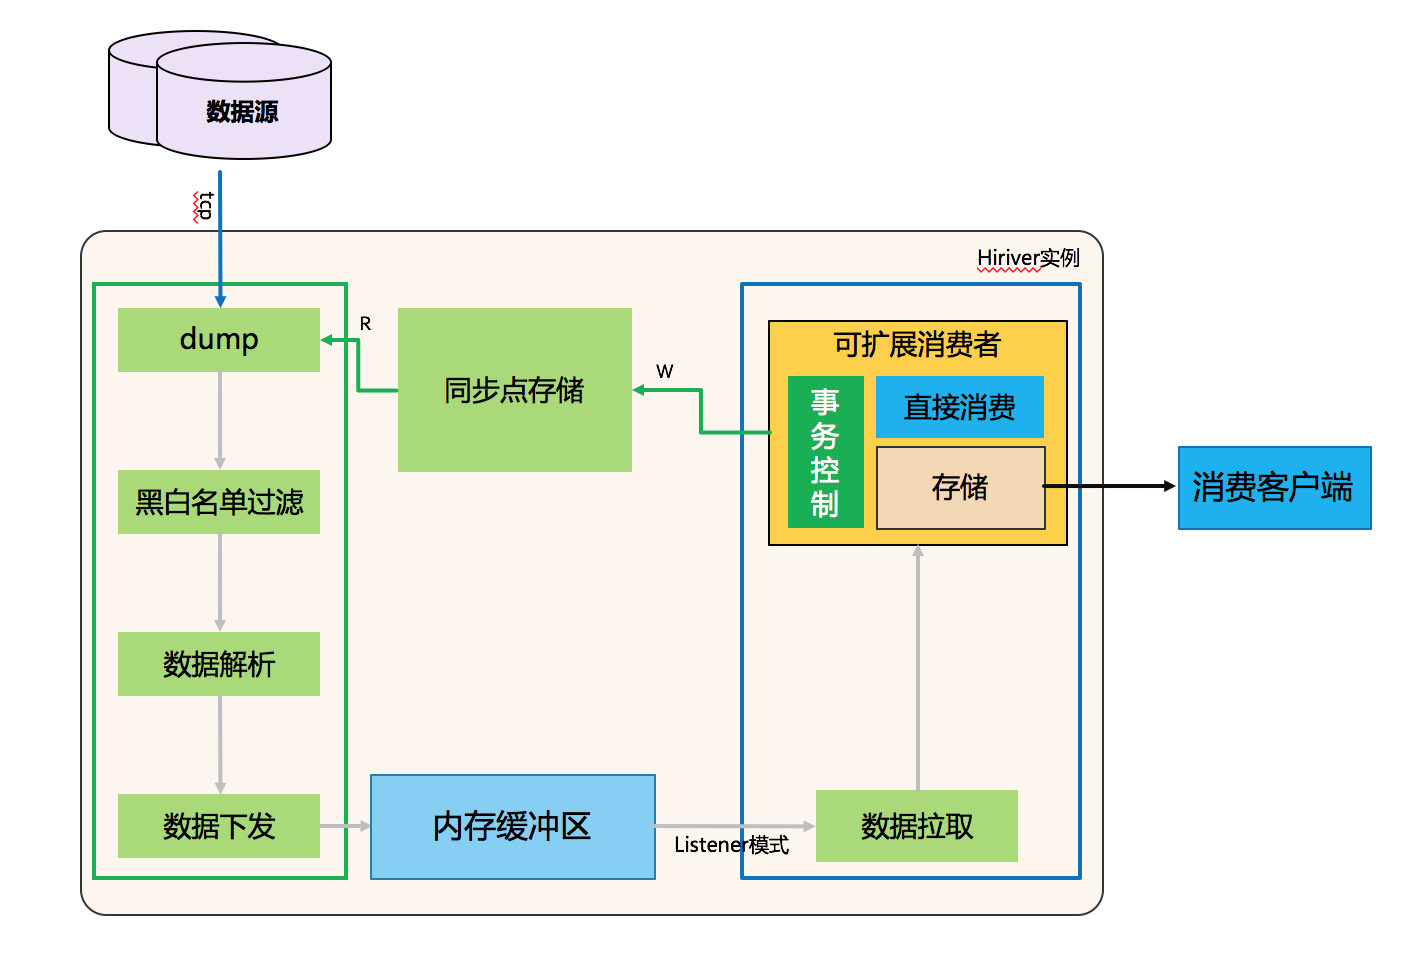 数据源
tcp
Hiriver实例
dump
R
同步点存储
W
可扩展消费者
事务控制
直接消费
存储
消费客户端
黑白名单过滤
数据解析
数据下发
内存缓冲区
Listener模式
数据拉取